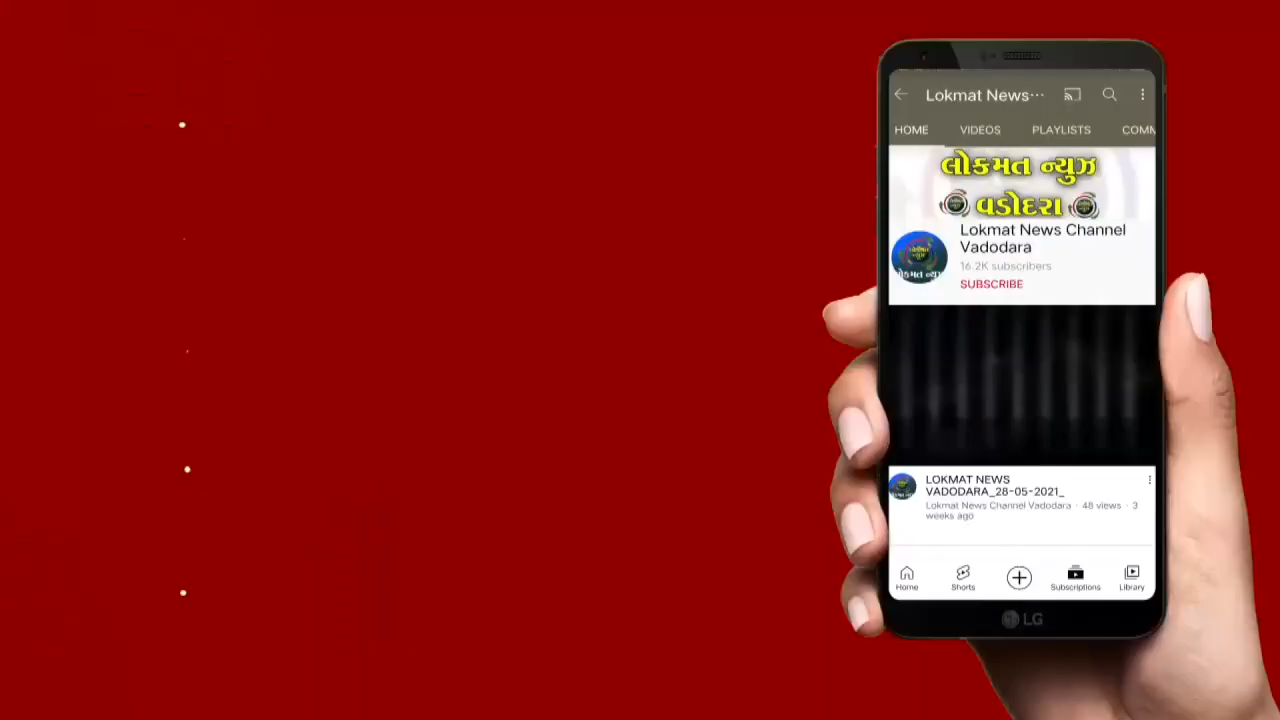 Lokmat News...
HOME VIDEOS PLAYLISTS COMM
લોકમત ન્યુઝ
વડોદરા
Lokmat News Channel
Vadodara
16.2K subscribers
SUBSCRIBE
LOKMAT NEWS
VADODARA_28-05-2021_
Lokmat News Channel Vadodara · 48 views · 3
weeks ago
Home Shorts Subscriptions Library
LG